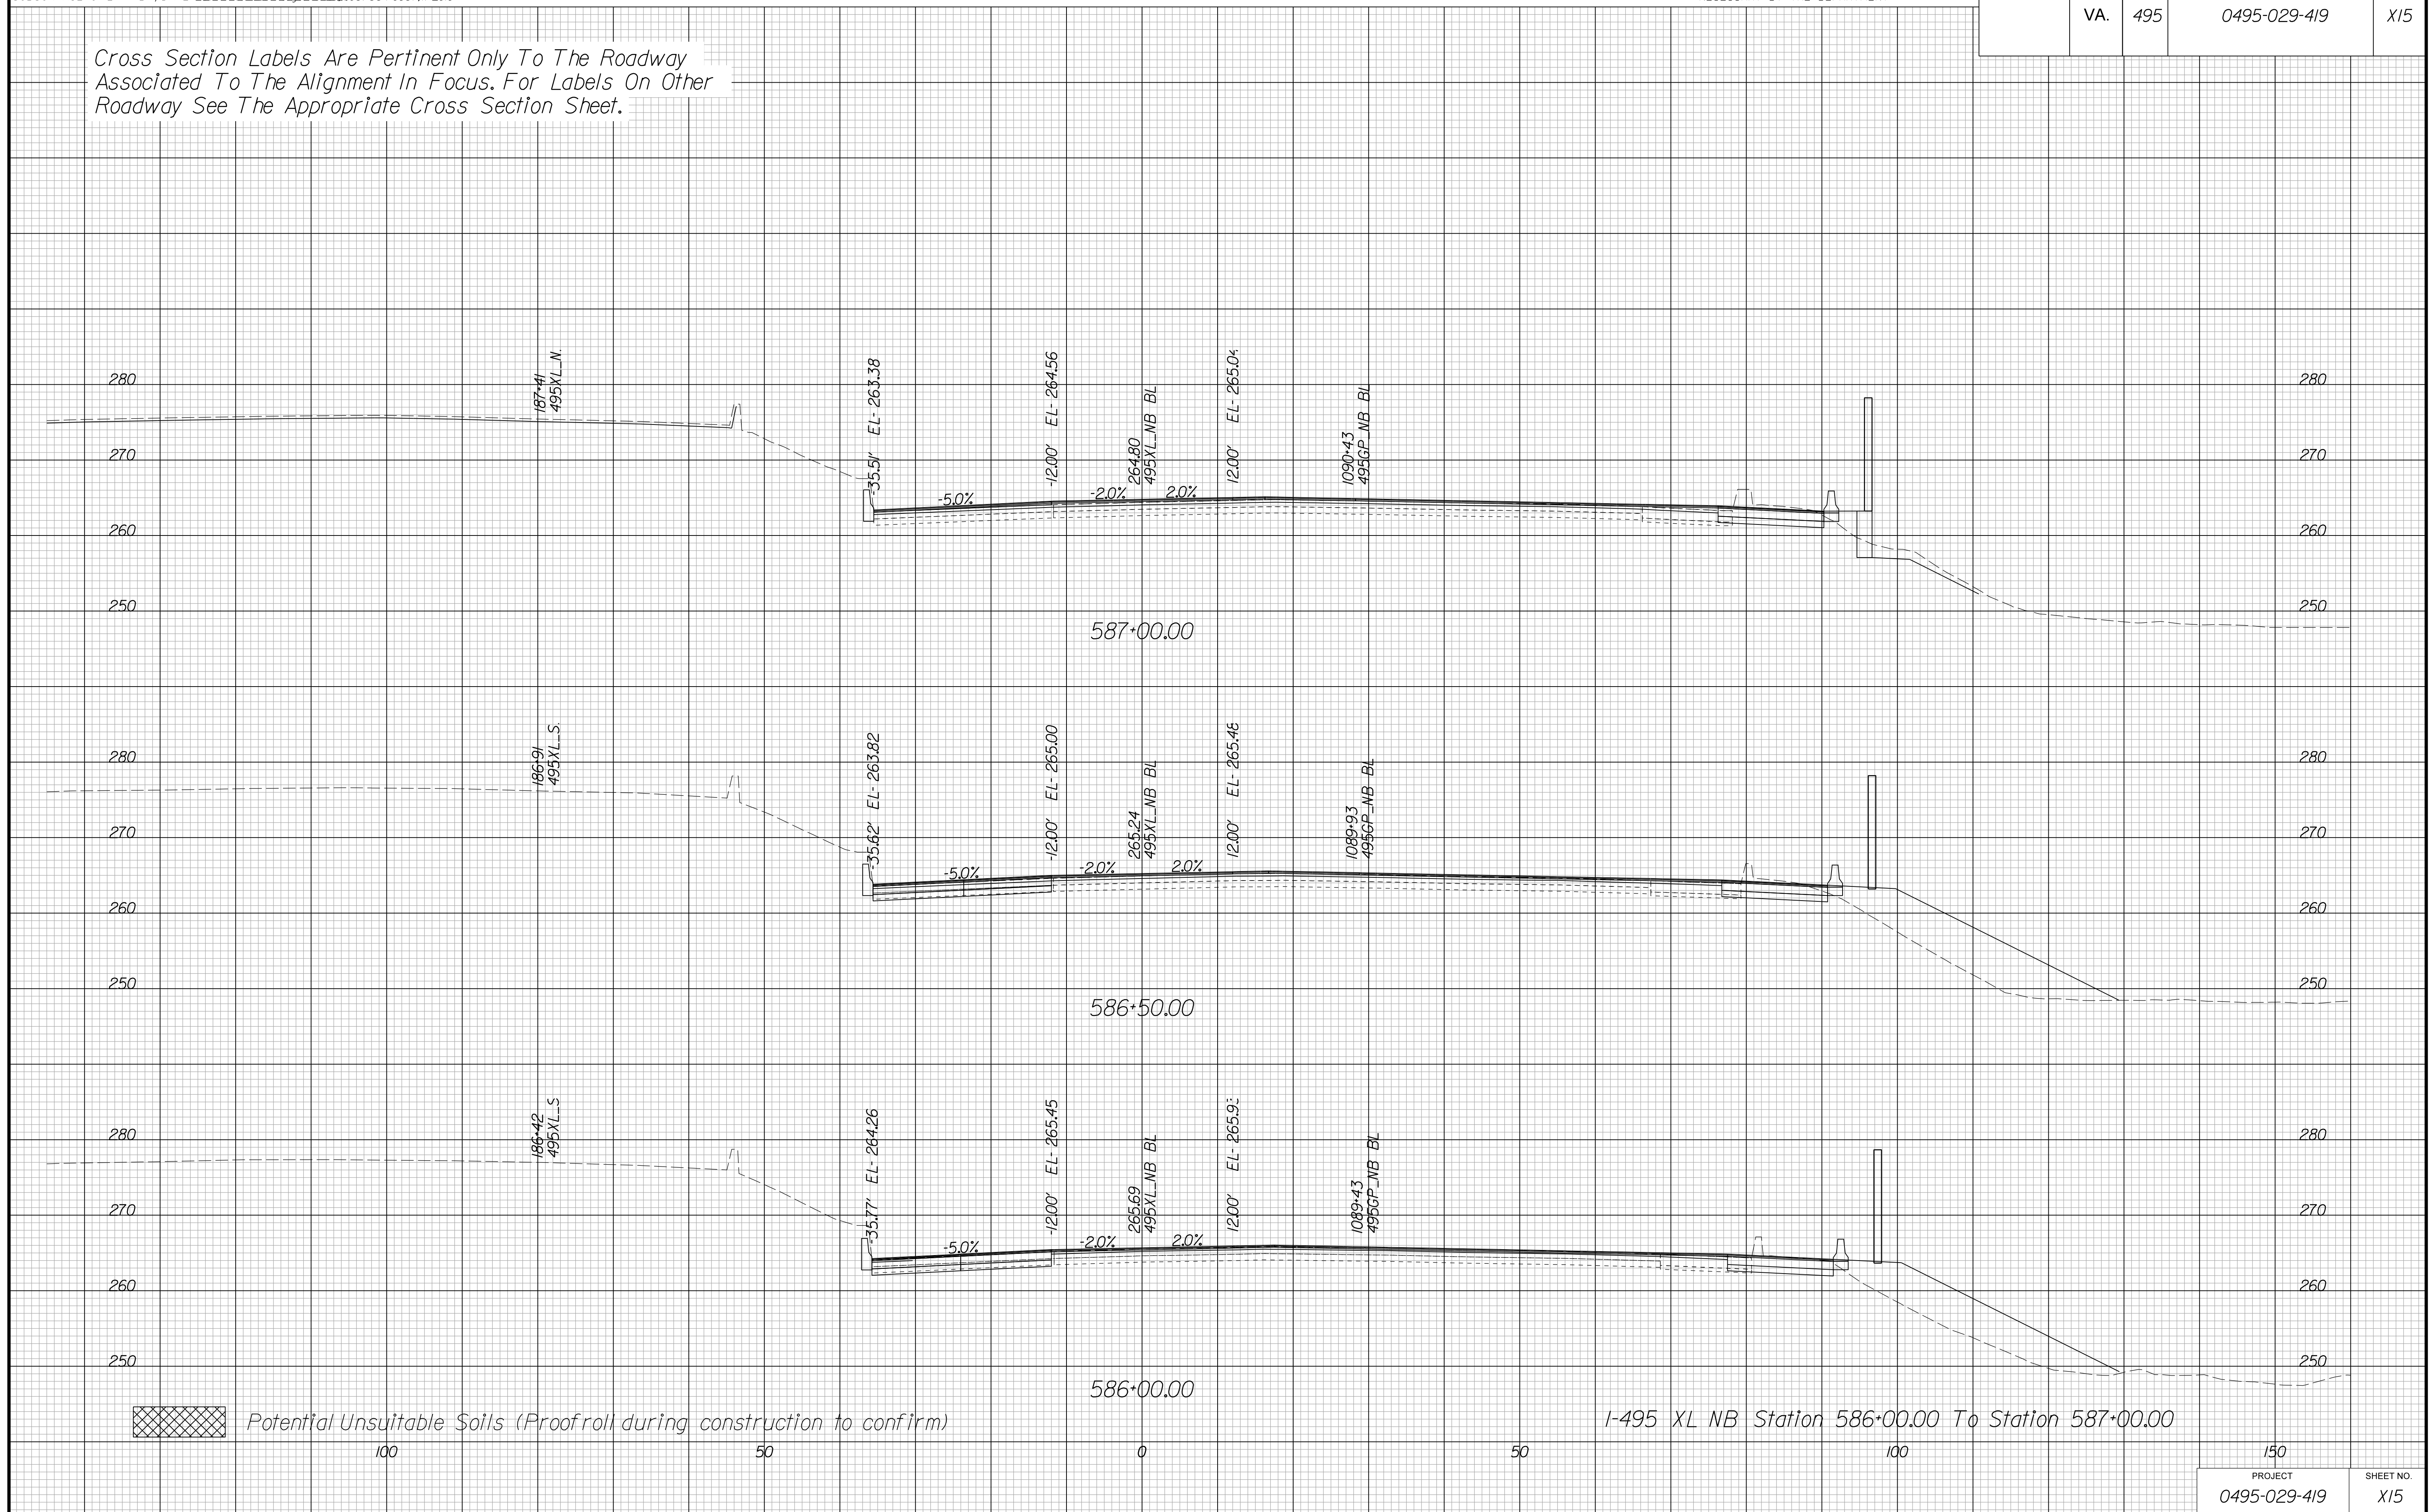 VA. 495 0495-029-419 X15
Cross Section Labels Are Pertinent Only To The Roadway
Associated To The Alignment In Focus. For Labels On Other
Roadway See The Appropriate Cross Section Sheet.
187+41
495XL_N.
-35.51' EL- 263.38
-12.00' EL- 264.56
264.80
495XL_NB BL
12.00' EL- 265.04
1090+43
495GP_NB BL
280 280
270 270
-5.0% -2.0% 2.0%
260 260
250 250
587+00.00
186+91
495XL_S.
-35.62' EL- 263.82
-12.00' EL- 265.00
265.24
495XL_NB BL
12.00' EL- 265.48
1089+93
495GP_NB BL
280 280
270 270
-5.0% -2.0% 2.0%
260 260
250 250
586+50.00
186+42
495XL_S
-35.77' EL- 264.26
-12.00' EL- 265.45
265.69
495XL_NB BL
12.00' EL- 265.93
1089+43
495GP_NB BL
280 280
270 270
-5.0% -2.0% 2.0%
260 260
250 250
586+00.00
Potential Unsuitable Soils (Proofroll during construction to confirm)
I-495 XL NB Station 586+00.00 To Station 587+00.00
100 50 0 50 100 150
PROJECT SHEET NO.
0495-029-419 X15